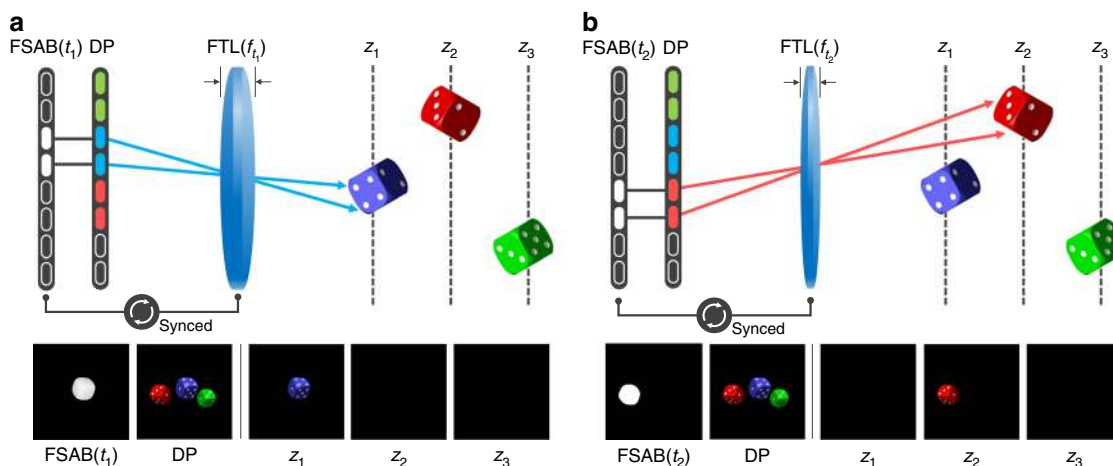 a
FSAB(t₁) DP FTL(fₜ₁) z₁ z₂ z₃
Synced
FSAB(t₁) DP z₁ z₂ z₃
b
FSAB(t₂) DP FTL(fₜ₂) z₁ z₂ z₃
Synced
FSAB(t₂) DP z₁ z₂ z₃